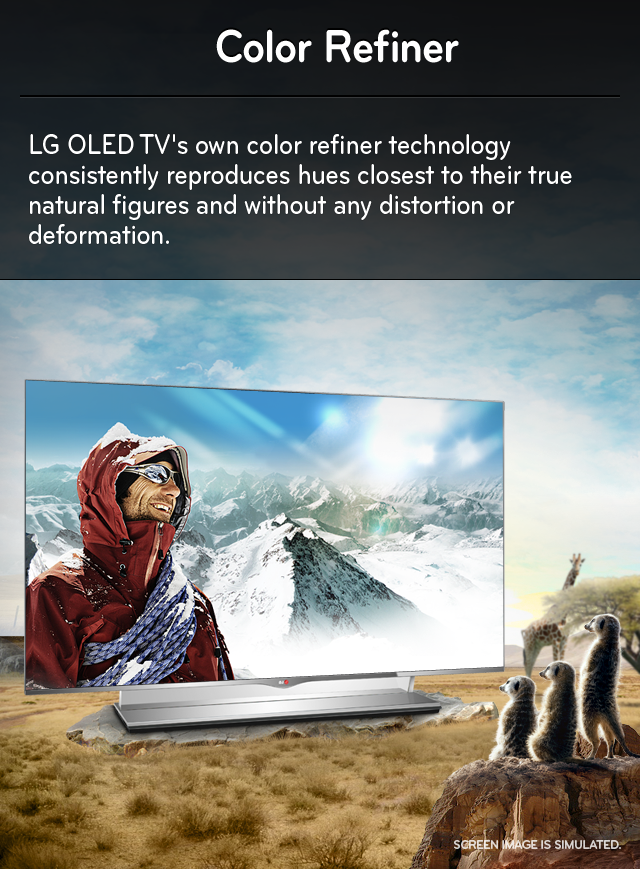 Color Refiner
LG OLED TV's own color refiner technology
consistently reproduces hues closest to their true
natural figures and without any distortion or
deformation.
SCREEN IMAGE IS SIMULATED.